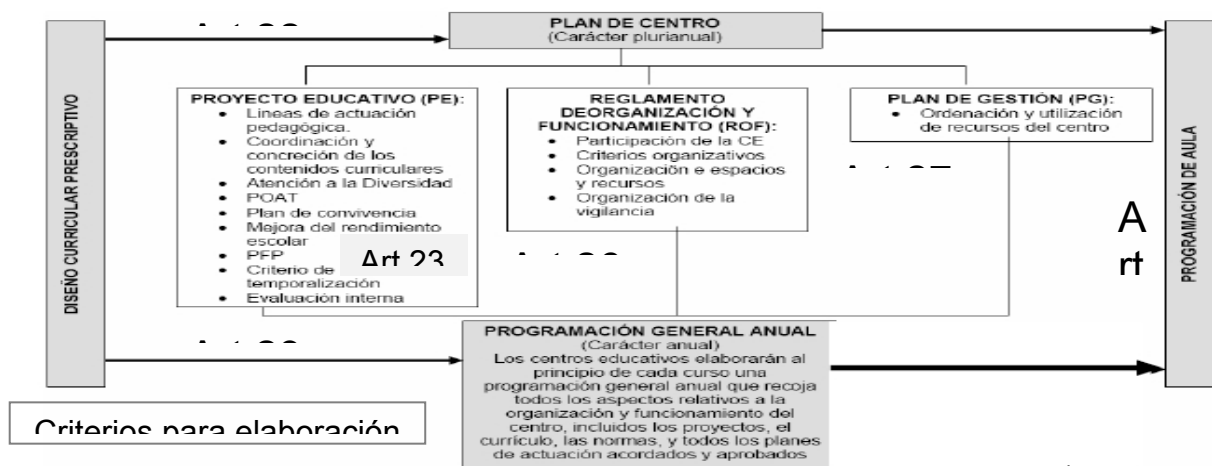 PLAN DE CENTRO
(Carácter plurianual)
DISEÑO CURRICULAR PRESCRIPTIVO
PROYECTO EDUCATIVO (PE):
• Lineas de actuación
pedagógica.
• Coordinación y
concreción de los
contenidos curriculares
• Atención a la Diversidad
• POAT
• Plan de convivencia
• Mejora del rendimiento
escolar
• PFP
• Criterio de
temporalización
• Evaluación interna
Art 23
REGLAMENTO
DEORGANIZACIÓN Y
FUNCIONAMIENTO (ROF):
• Participación de la CE
• Criterios organizativos
• Organización e espacios
y recursos
• Organización de la
vigilancia
PLAN DE GESTIÓN (PG):
• Ordenación y utilización
de recursos del centro
A
rt
PROGRAMACIÓN DE AULA
PROGRAMACIÓN GENERAL ANUAL
(Carácter anual)
Los centros educativos elaborarán al
principio de cada curso una
programación general anual que recoja
todos los aspectos relativos a la
organización y funcionamiento del
centro, incluidos los proyectos, el
currículo, las normas, y todos los planes
de actuación acordados y aprobados
Criterios para elaboración